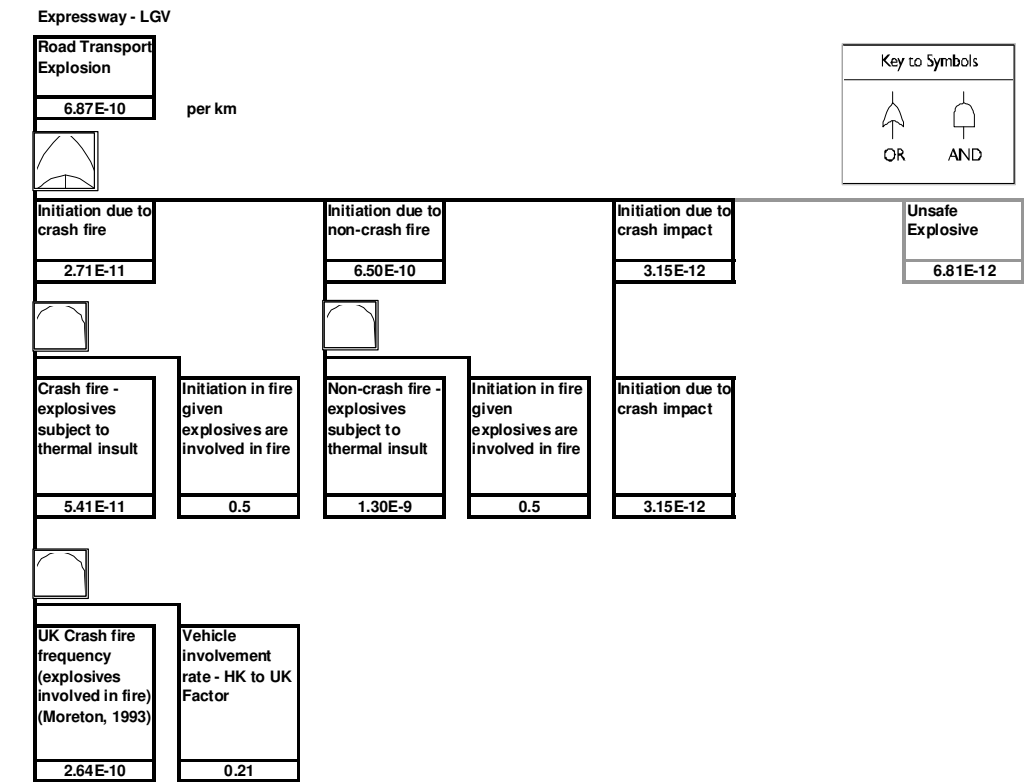 Expressway - LGV
Road Transport
Explosion
6.87E-10
per km
Key to Symbols
OR
AND
Initiation due to
crash fire
2.71E-11
Initiation due to
non-crash fire
6.50E-10
Initiation due to
crash impact
3.15E-12
Unsafe
Explosive
6.81E-12
Crash fire -
explosives
subject to
thermal insult
5.41E-11
Initiation in fire
given
explosives are
involved in fire
0.5
Non-crash fire -
explosives
subject to
thermal insult
1.30E-9
Initiation in fire
given
explosives are
involved in fire
0.5
Initiation due to
crash impact
3.15E-12
UK Crash fire
frequency
(explosives
involved in fire)
(Moreton, 1993)
2.64E-10
Vehicle
involvement
rate - HK to UK
Factor
0.21